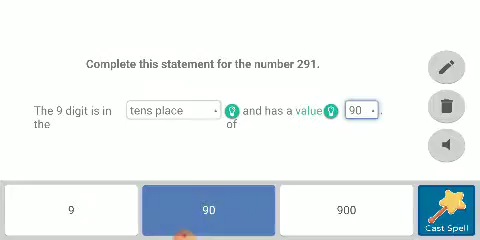 Complete this statement for the number 291.
The 9 digit is in the tens place and has a value of 90 .
9
90
900
Cast Spell